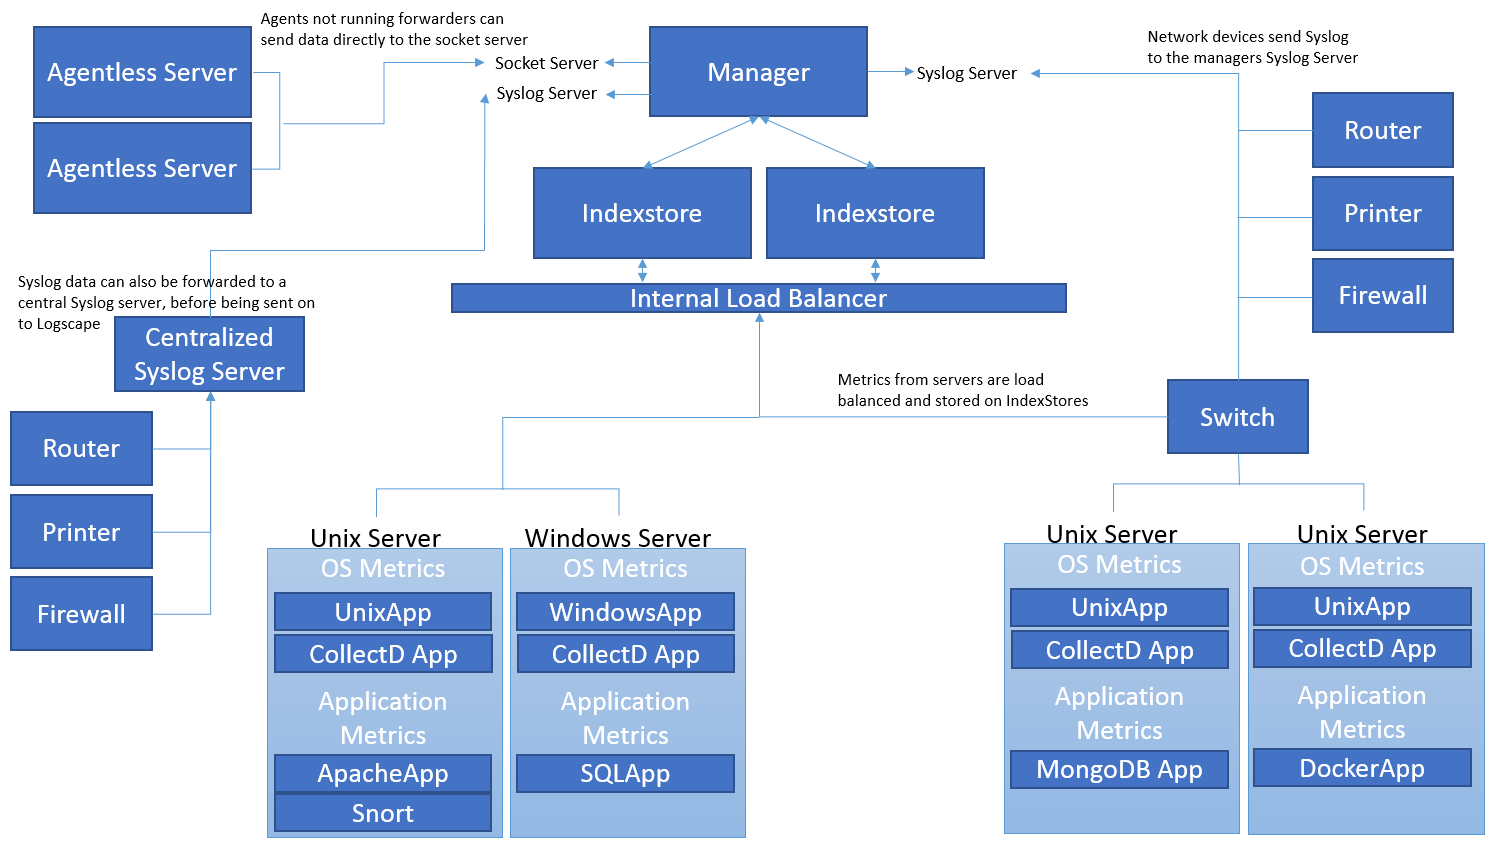 Agents not running forwarders can
send data directly to the socket server
Agentless Server
Agentless Server
Socket Server
Syslog Server
Manager
Syslog Server
Network devices send Syslog
to the managers Syslog Server
Router
Printer
Firewall
Indexstore
Indexstore
Internal Load Balancer
Syslog data can also be forwarded to a
central Syslog server, before being sent on
to Logscape
Centralized
Syslog Server
Router
Printer
Firewall
Metrics from servers are load
balanced and stored on IndexStores
Switch
Unix Server
OS Metrics
UnixApp
CollectD App
Application
Metrics
ApacheApp
Snort
Windows Server
OS Metrics
WindowsApp
CollectD App
Application
Metrics
SQLApp
Unix Server
OS Metrics
UnixApp
CollectD App
Application
Metrics
MongoDB App
Unix Server
OS Metrics
UnixApp
CollectD App
Application
Metrics
DockerApp